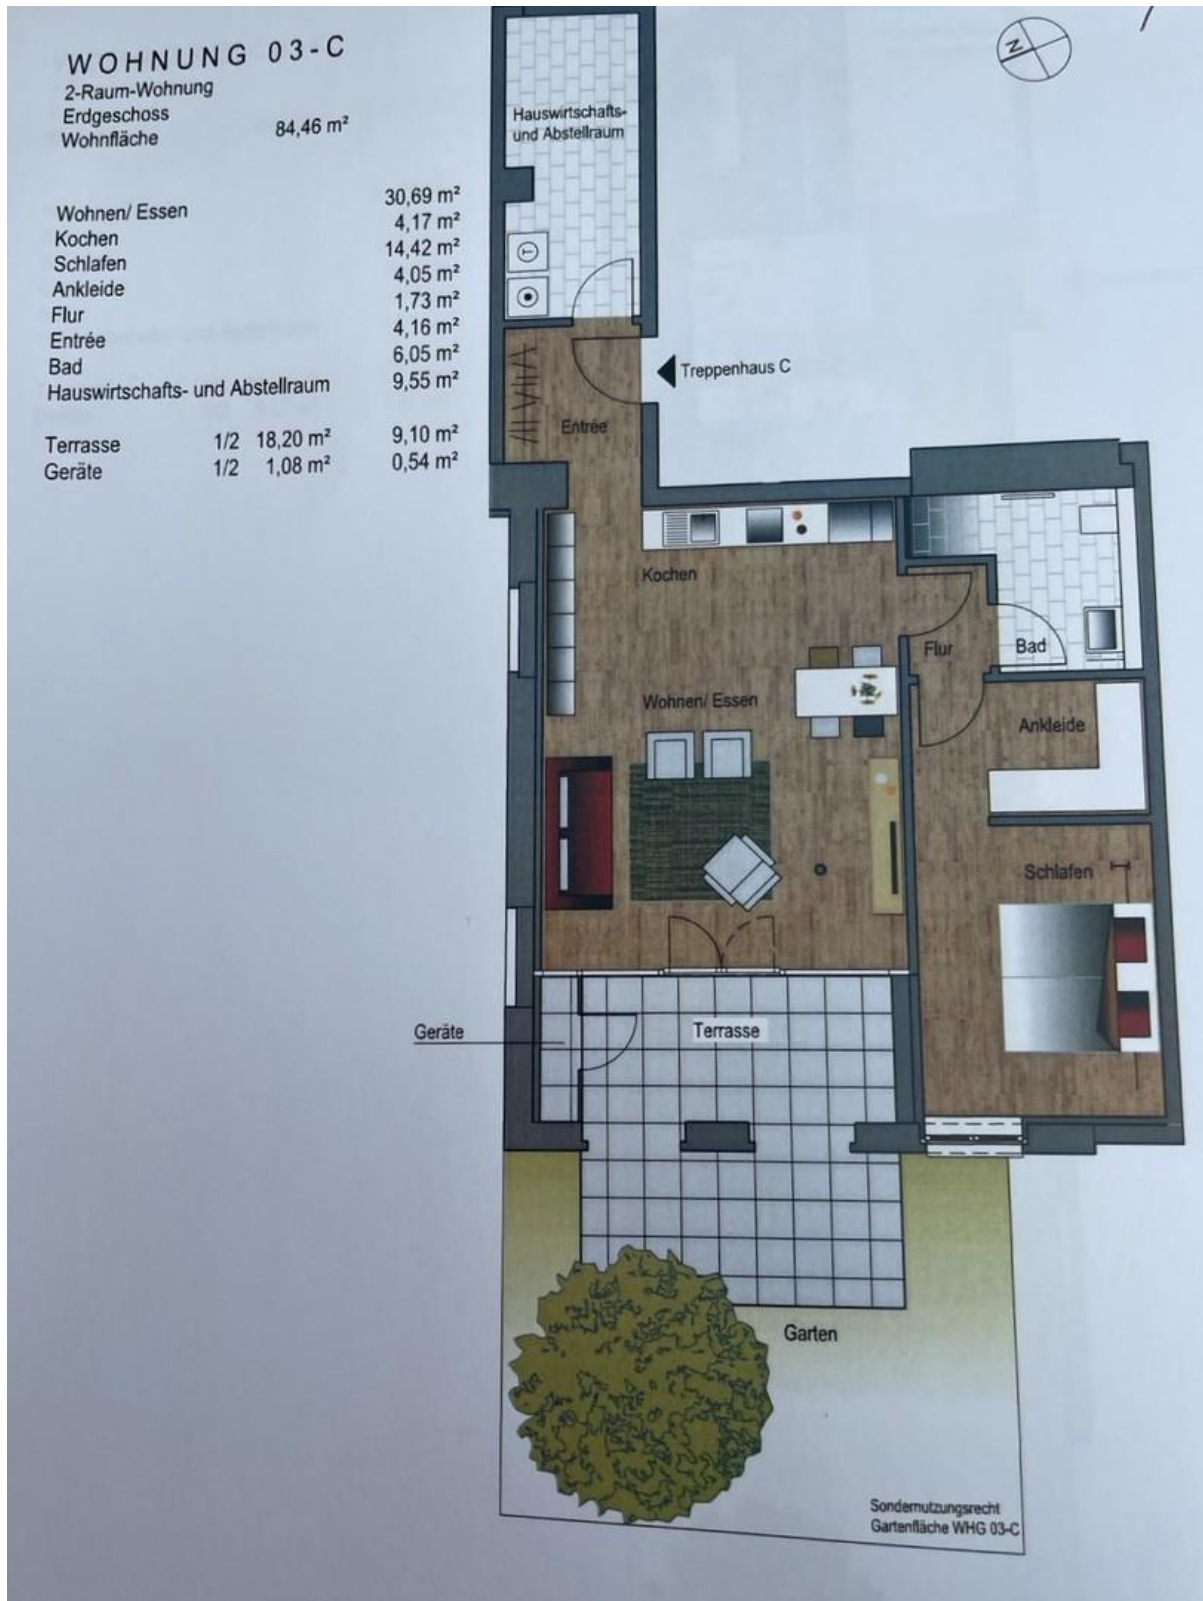 WOHNUNG 03-C
2-Raum-Wohnung
Erdgeschoss
Wohnfläche 84,46 m²
Wohnen/ Essen 30,69 m²
Kochen 4,17 m²
Schlafen 14,42 m²
Ankleide 4,05 m²
Flur 1,73 m²
Entrée 4,16 m²
Bad 6,05 m²
Hauswirtschafts- und Abstellraum 9,55 m²
Terrasse 1/2 18,20 m² 9,10 m²
Geräte 1/2 1,08 m² 0,54 m²
N
Hauswirtschafts-
und Abstellraum
T
Treppenhaus C
Entrée
Kochen
Flur
Bad
Wohnen/ Essen
Ankleide
Schlafen
Geräte
Terrasse
Garten
Sondernutzungsrecht
Gartenfläche WHG 03-C